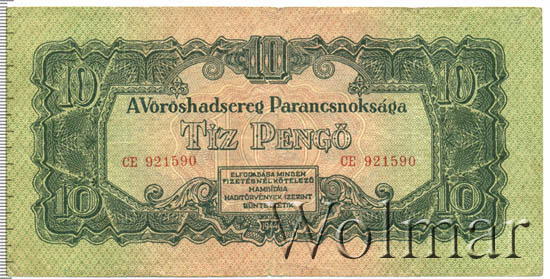 10
10 10
A Vöröshadsereg Parancsnoksága
TÍZ PENGŐ
CE 921590 CE 921590
ELFOGADÁSA MINDEN
FIZETÉSNÉL KÖTELEZŐ
HAMISÍTÁSA
HADITÖRVÉNYEK SZERINT
BÜNTETTETIK
10 10
Wolmar